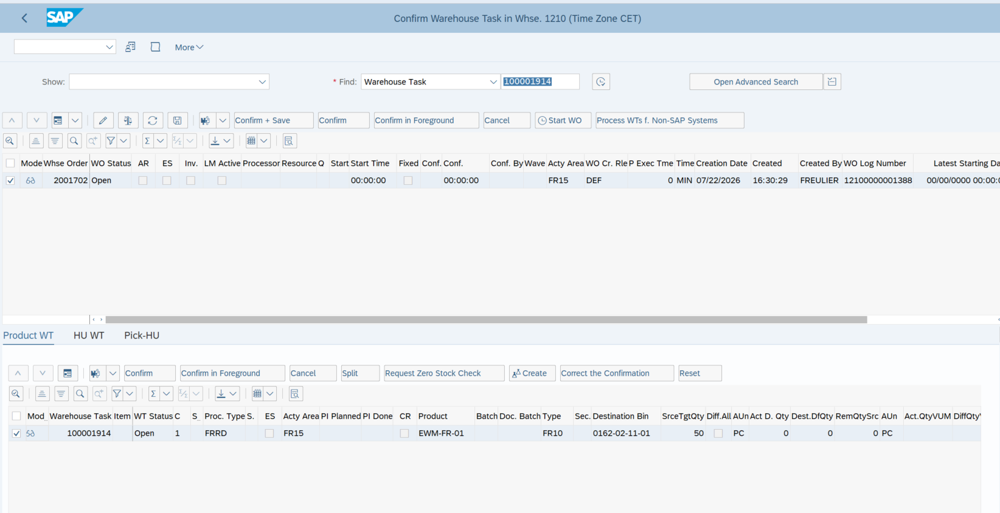 SAP
Confirm Warehouse Task in Whse. 1210 (Time Zone CET)
More
Show:
* Find: Warehouse Task 100001914
Open Advanced Search
Confirm + Save Confirm Confirm in Foreground Cancel Start WO Process WTs f. Non-SAP Systems
Mode Whse Order WO Status AR ES Inv. LM Active Processor Resource Q Start Start Time Fixed Conf. Conf. Conf. By Wave Acty Area WO Cr. Rle P Exec Tme Time Creation Date Created Created By WO Log Number Latest Starting Da
2001702 Open 00:00:00 00:00:00 FR15 DEF 0 MIN 07/22/2026 16:30:29 FREULIER 12100000001388 00/00/0000 00:00:0
Product WT HU WT Pick-HU
Confirm Confirm in Foreground Cancel Split Request Zero Stock Check Create Correct the Confirmation Reset
Mod... Warehouse Task Item WT Status C S... Proc. Type S. ES Acty Area PI Planned PI Done CR Product Batch Doc. Batch Type Sec. Destination Bin SrceTgtQty Diff.All AUn Act D. Qty Dest.DfQty RemQtySrc AUn Act.QtyVUM DiffQtyV
100001914 Open 1 FRRD FR15 EWM-FR-01 FR10 0162-02-11-01 50 PC 0 0 0 PC